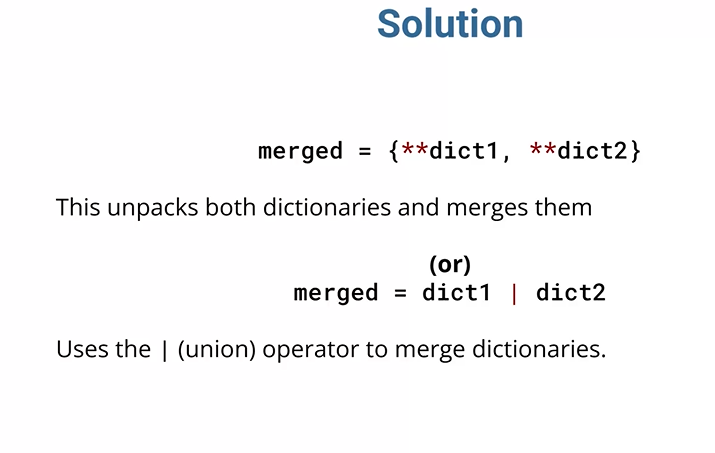 Solution
merged = {**dict1, **dict2}
This unpacks both dictionaries and merges them
(or)
merged = dict1 | dict2
Uses the | (union) operator to merge dictionaries.